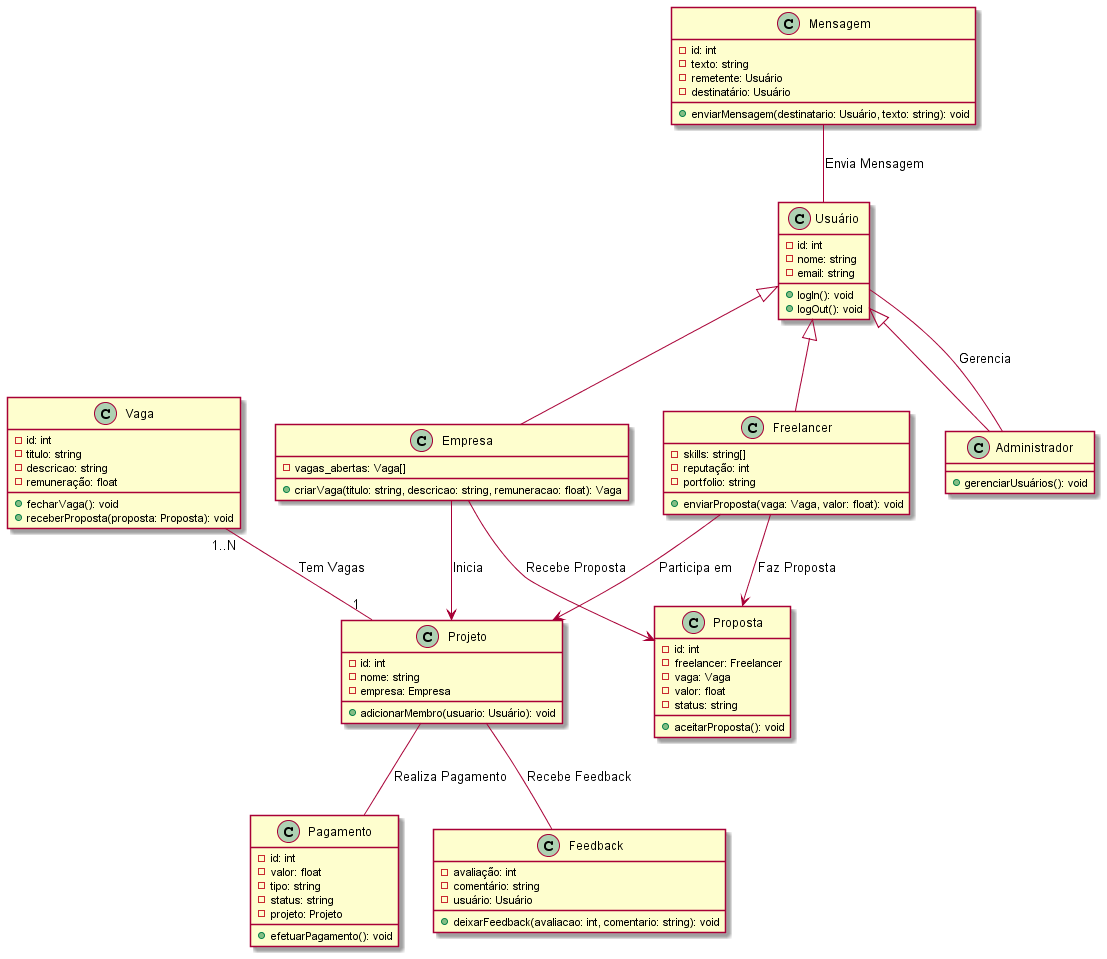 C Mensagem
id: int
texto: string
remetente: Usuário
destinatário: Usuário
enviarMensagem(destinatario: Usuário, texto: string): void
Envia Mensagem
C Usuário
id: int
nome: string
email: string
logIn(): void
logOut(): void
Gerencia
C Vaga
id: int
titulo: string
descricao: string
remuneração: float
fecharVaga(): void
receberProposta(proposta: Proposta): void
C Empresa
vagas_abertas: Vaga[]
criarVaga(titulo: string, descricao: string, remuneracao: float): Vaga
C Freelancer
skills: string[]
reputação: int
portfolio: string
enviarProposta(vaga: Vaga, valor: float): void
C Administrador
gerenciarUsuários(): void
1..N
Tem Vagas
1
Inicia
Recebe Proposta
Participa em
Faz Proposta
C Projeto
id: int
nome: string
empresa: Empresa
adicionarMembro(usuario: Usuário): void
C Proposta
id: int
freelancer: Freelancer
vaga: Vaga
valor: float
status: string
aceitarProposta(): void
Realiza Pagamento
Recebe Feedback
C Pagamento
id: int
valor: float
tipo: string
status: string
projeto: Projeto
efetuarPagamento(): void
C Feedback
avaliação: int
comentário: string
usuário: Usuário
deixarFeedback(avaliacao: int, comentario: string): void